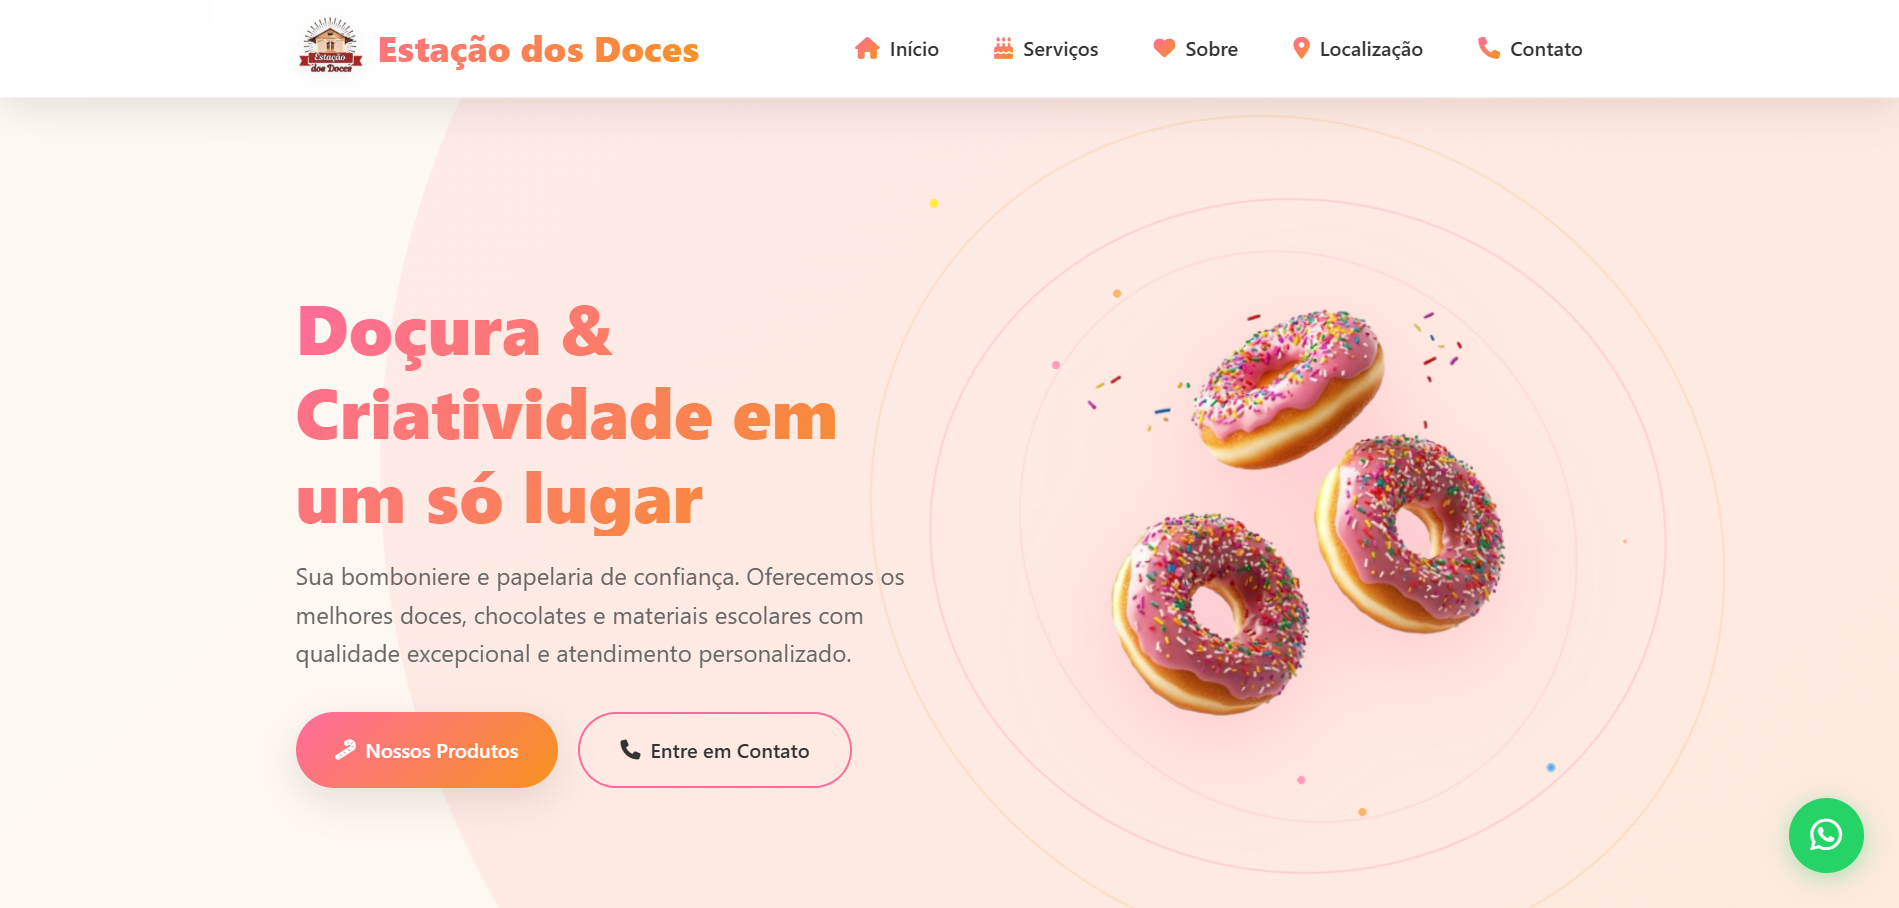 Estação
dos Doces
Estação dos Doces
Início
Serviços
Sobre
Localização
Contato
Doçura &
Criatividade em
um só lugar
Sua bomboniere e papelaria de confiança. Oferecemos os
melhores doces, chocolates e materiais escolares com
qualidade excepcional e atendimento personalizado.
Nossos Produtos
Entre em Contato